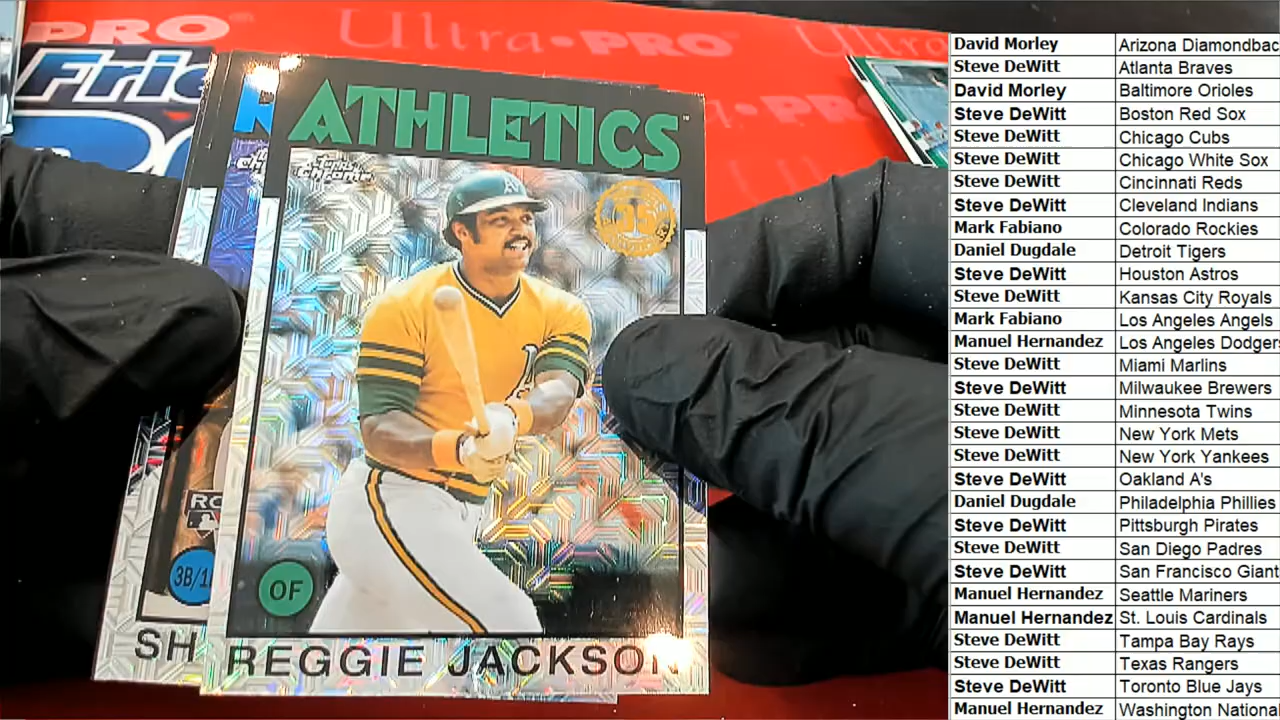 PRO
Ultra•PRO
Ultra
Frie
ATHLETICS
Topps
Chrome
35
A
RC
3B/1
OF
SH
REGGIE JACKSON
David Morley Arizona Diamondbac
Steve DeWitt Atlanta Braves
David Morley Baltimore Orioles
Steve DeWitt Boston Red Sox
Steve DeWitt Chicago Cubs
Steve DeWitt Chicago White Sox
Steve DeWitt Cincinnati Reds
Steve DeWitt Cleveland Indians
Mark Fabiano Colorado Rockies
Daniel Dugdale Detroit Tigers
Steve DeWitt Houston Astros
Steve DeWitt Kansas City Royals
Mark Fabiano Los Angeles Angels
Manuel Hernandez Los Angeles Dodgers
Steve DeWitt Miami Marlins
Steve DeWitt Milwaukee Brewers
Steve DeWitt Minnesota Twins
Steve DeWitt New York Mets
Steve DeWitt New York Yankees
Steve DeWitt Oakland A's
Daniel Dugdale Philadelphia Phillies
Steve DeWitt Pittsburgh Pirates
Steve DeWitt San Diego Padres
Steve DeWitt San Francisco Giant
Manuel Hernandez Seattle Mariners
Manuel Hernandez St. Louis Cardinals
Steve DeWitt Tampa Bay Rays
Steve DeWitt Texas Rangers
Steve DeWitt Toronto Blue Jays
Manuel Hernandez Washington Nationa